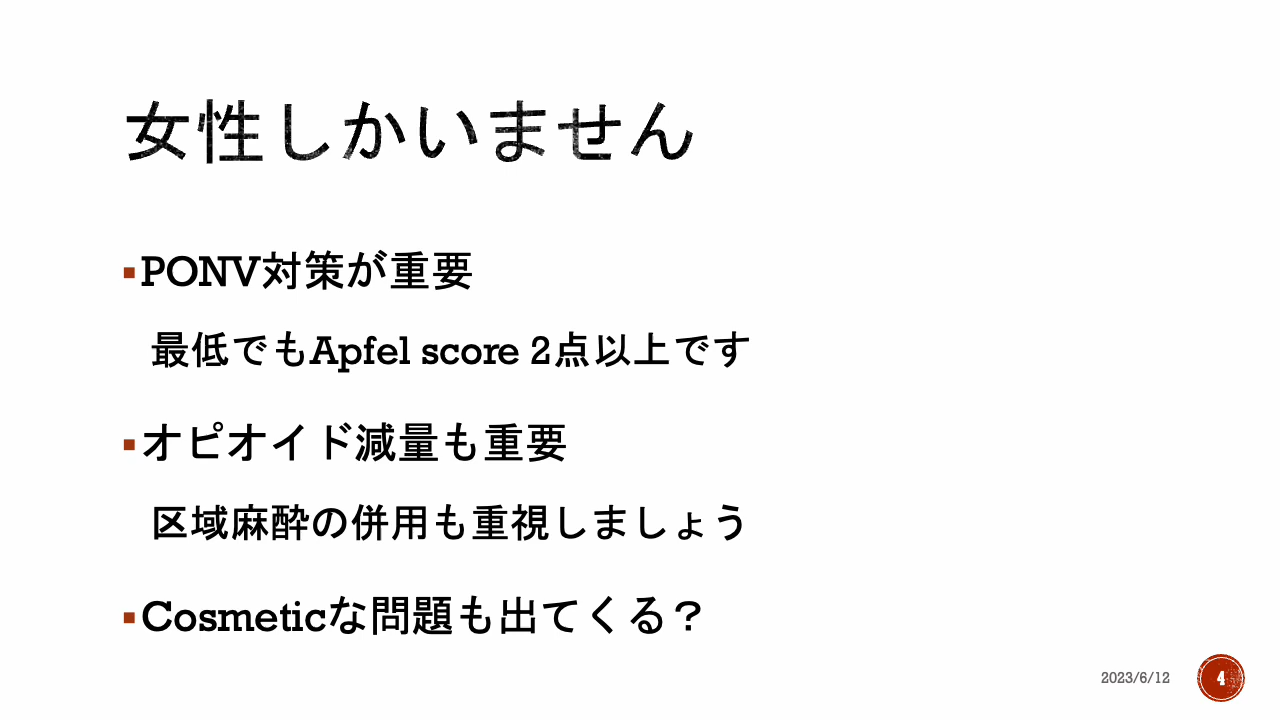 女性しかいません
▪PONV対策が重要
最低でもApfel score 2点以上です
▪オピオイド減量も重要
区域麻酔の併用も重視しましょう
▪Cosmeticな問題も出てくる？
2023/6/12
4